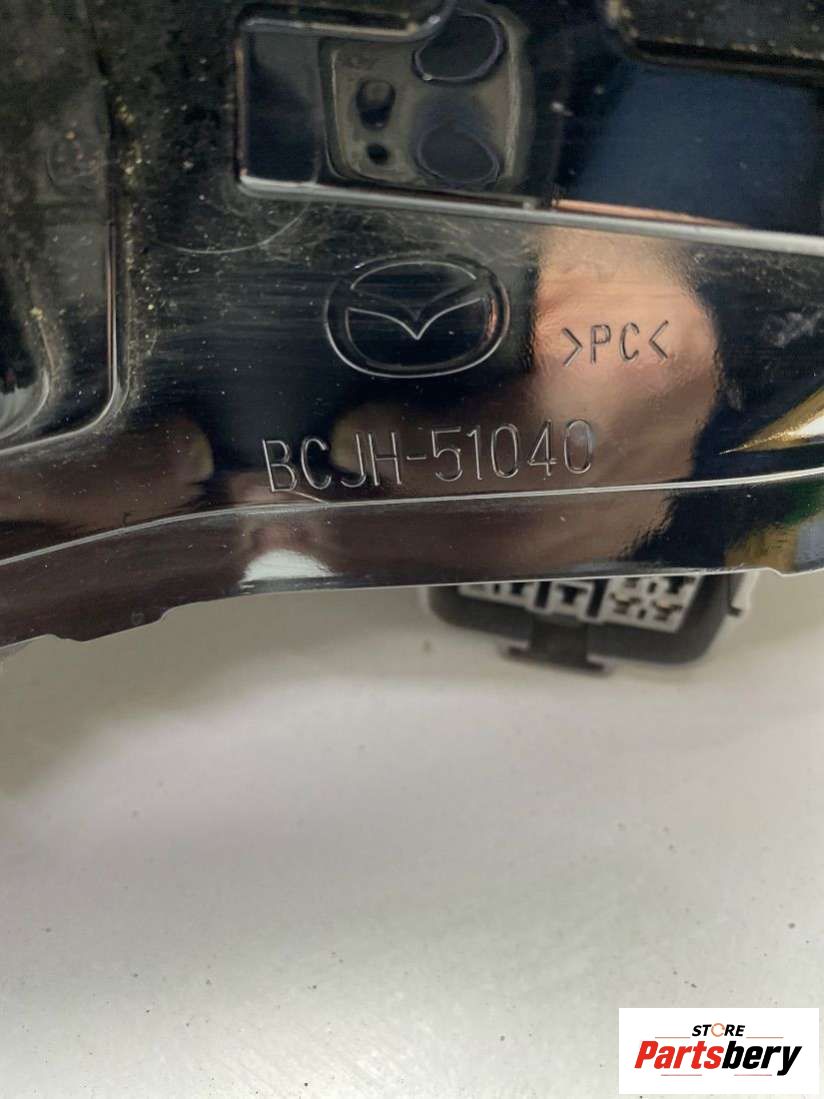 >PC<
BCJH-51040
STORE
Partsbery